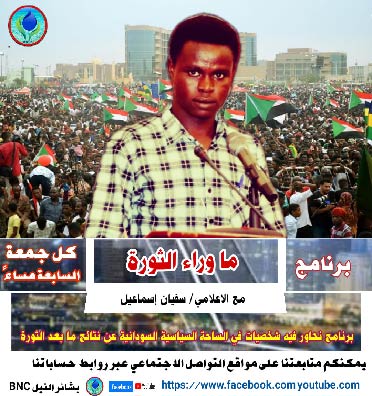 برنامج
ما وراء الثورة
كل جمعة
السابعة مساءً
مع الاعلامي/ سفيان إسماعيل
برنامج نحاور فيه شخصيات في الساحة السياسية السودانية عن نتائج ما بعد الثورة
يمكنكم متابعتنا على مواقع التواصل الاجتماعي عبر روابط حساباتنا
بشائر النيل BNC facebook https://www.facebook.com youtube.com